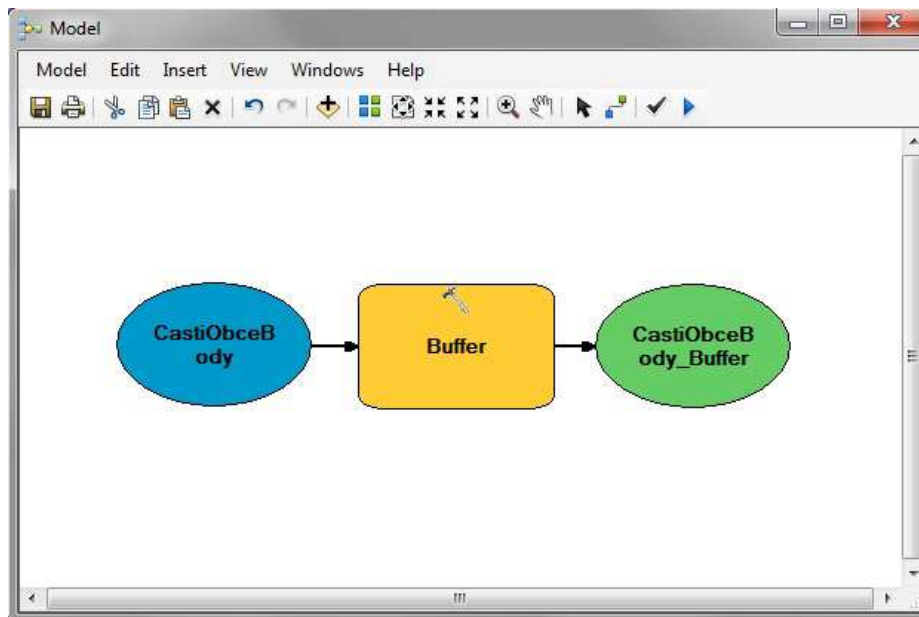 Model
Model Edit Insert View Windows Help
CastiObceB
ody
Buffer
CastiObceB
ody_Buffer